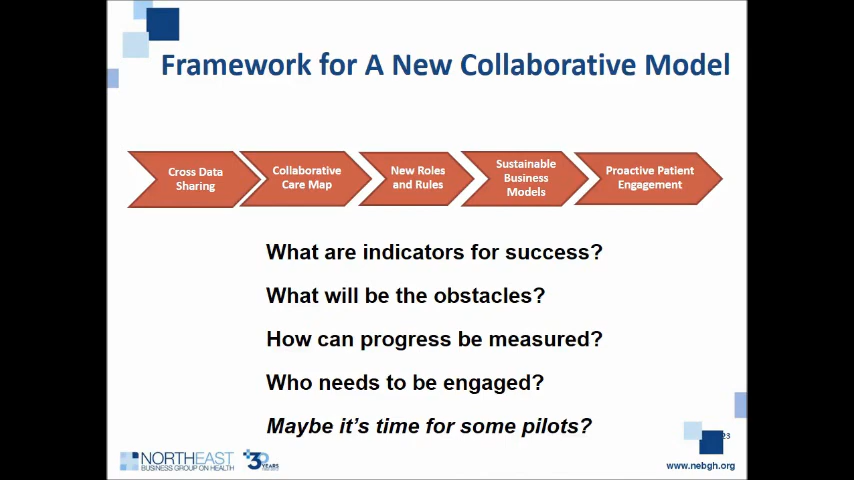 Framework for A New Collaborative Model
Cross Data
Sharing
Collaborative
Care Map
New Roles
and Rules
Sustainable
Business
Models
Proactive Patient
Engagement
What are indicators for success?
What will be the obstacles?
How can progress be measured?
Who needs to be engaged?
Maybe it's time for some pilots?
23
NORTHEAST
BUSINESS GROUP ON HEALTH
30
YEARS
www.nebgh.org